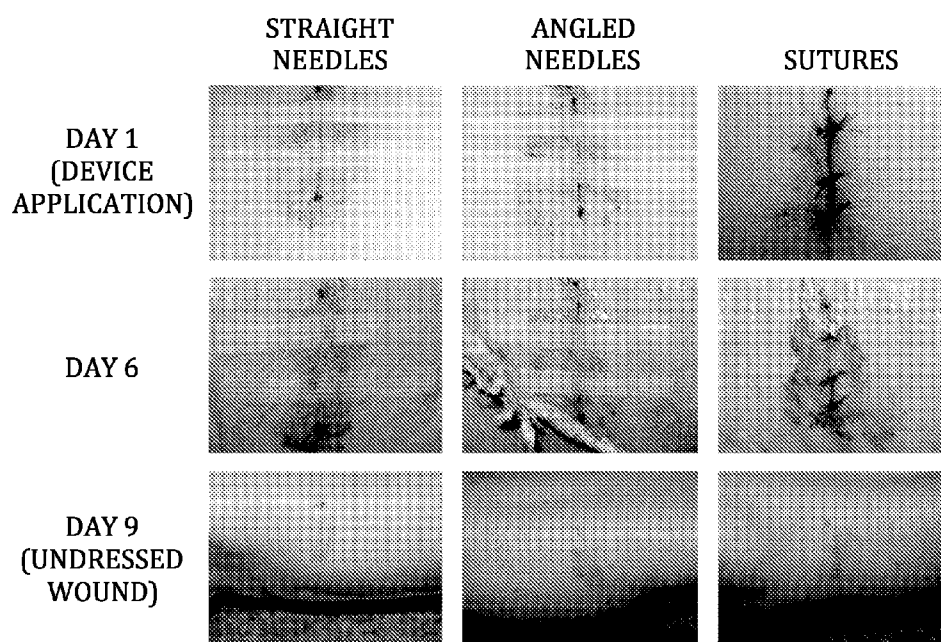 STRAIGHT
NEEDLES
ANGLED
NEEDLES
SUTURES
DAY 1
(DEVICE
APPLICATION)
DAY 6
DAY 9
(UNDRESSED
WOUND)